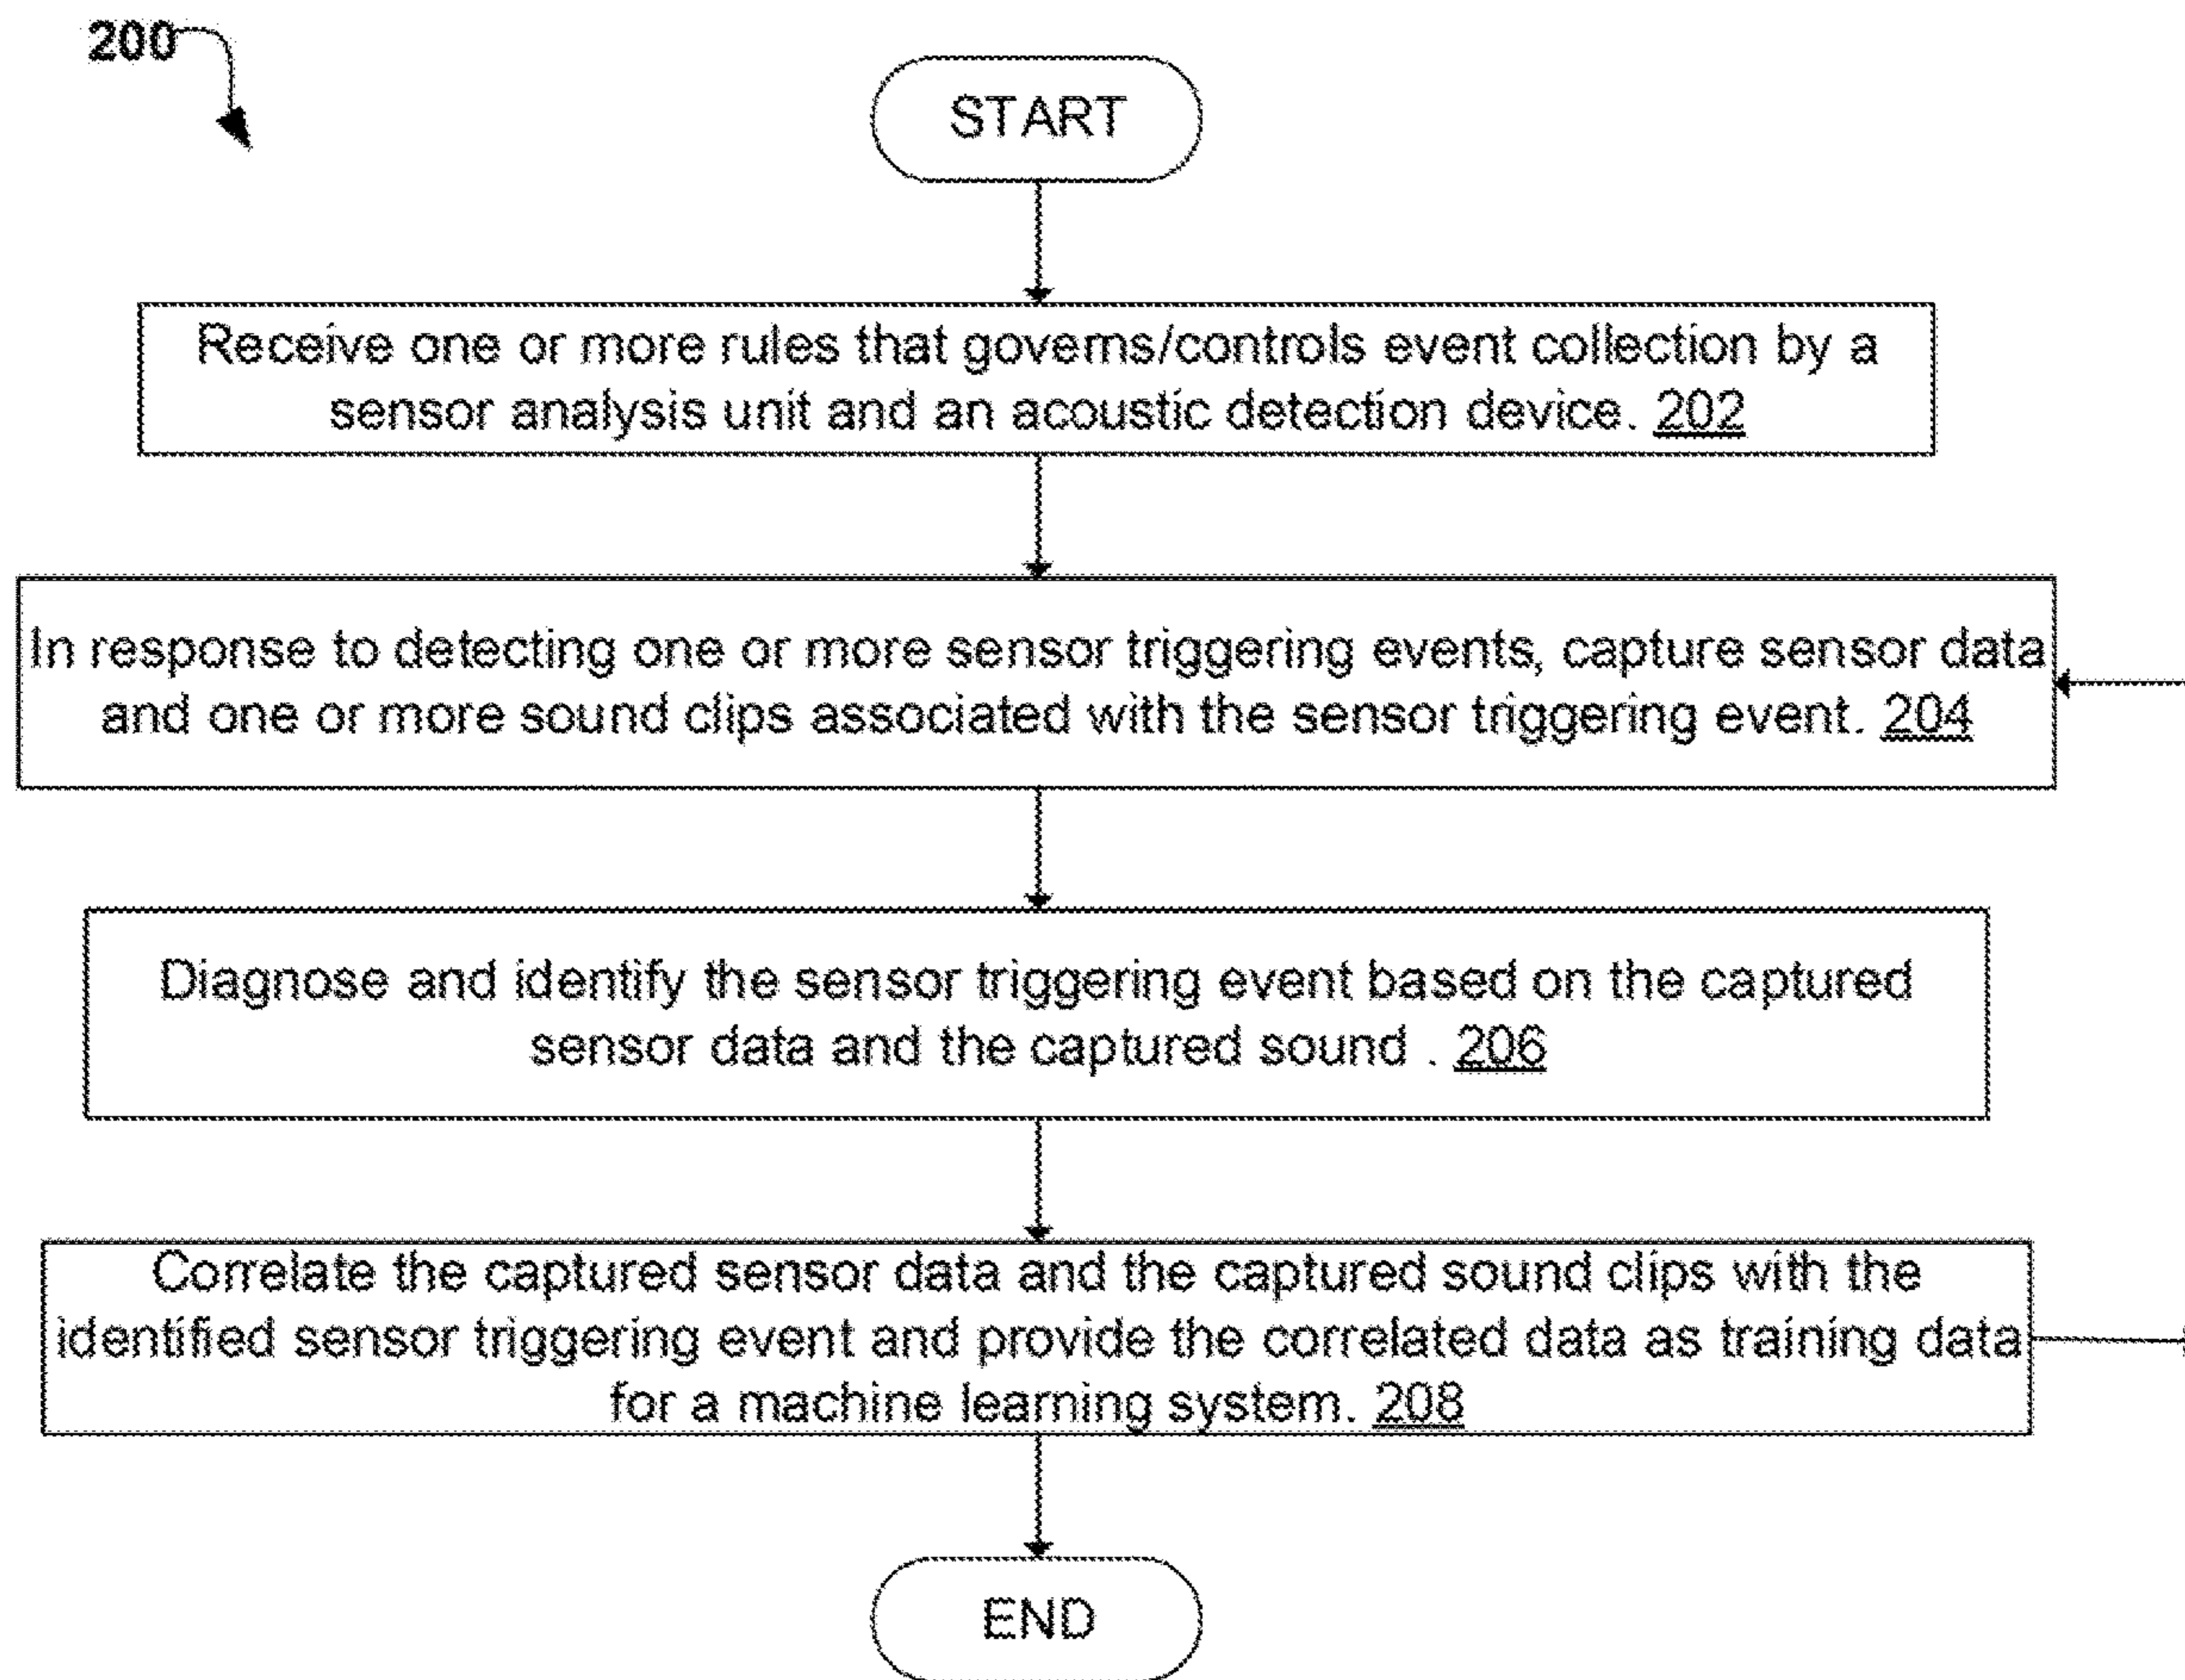 200
START
Receive one or more rules that governs/controls event collection by a
sensor analysis unit and an acoustic detection device. 202
In response to detecting one or more sensor triggering events, capture sensor data
and one or more sound clips associated with the sensor triggering event. 204
Diagnose and identify the sensor triggering event based on the captured
sensor data and the captured sound . 206
Correlate the captured sensor data and the captured sound clips with the
identified sensor triggering event and provide the correlated data as training data
for a machine learning system. 208
END